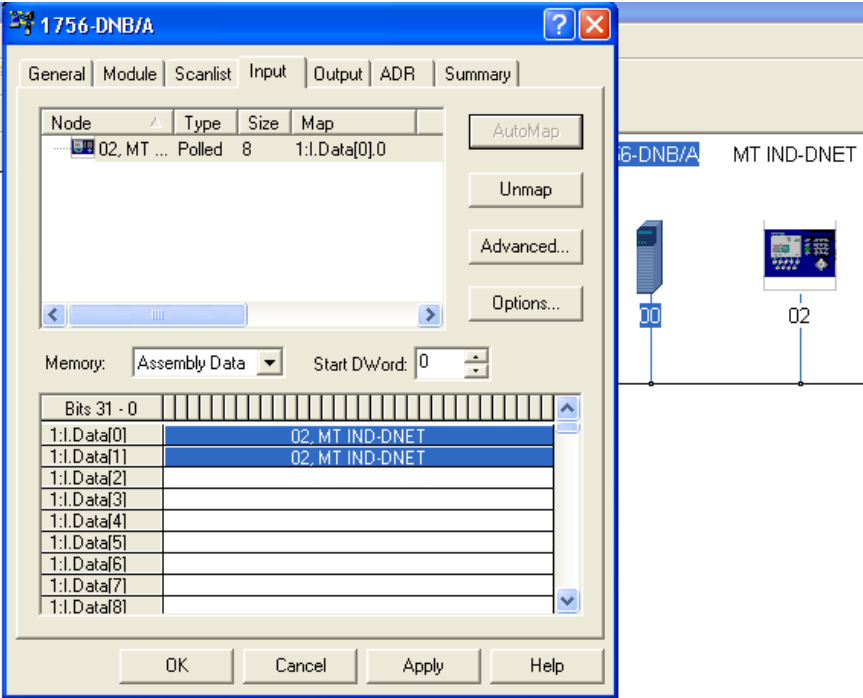 1756-DNB/A
General Module Scanlist Input Output ADR Summary
Node Type Size Map
02, MT ... Polled 8 1:I.Data[0].0
AutoMap
Unmap
Advanced...
Options...
Memory: Assembly Data Start DWord: 0
Bits 31 - 0
1:I.Data[0] 02, MT IND-DNET
1:I.Data[1] 02, MT IND-DNET
1:I.Data[2]
1:I.Data[3]
1:I.Data[4]
1:I.Data[5]
1:I.Data[6]
1:I.Data[7]
1:I.Data[8]
OK Cancel Apply Help
6-DNB/A MT IND-DNET
00 02